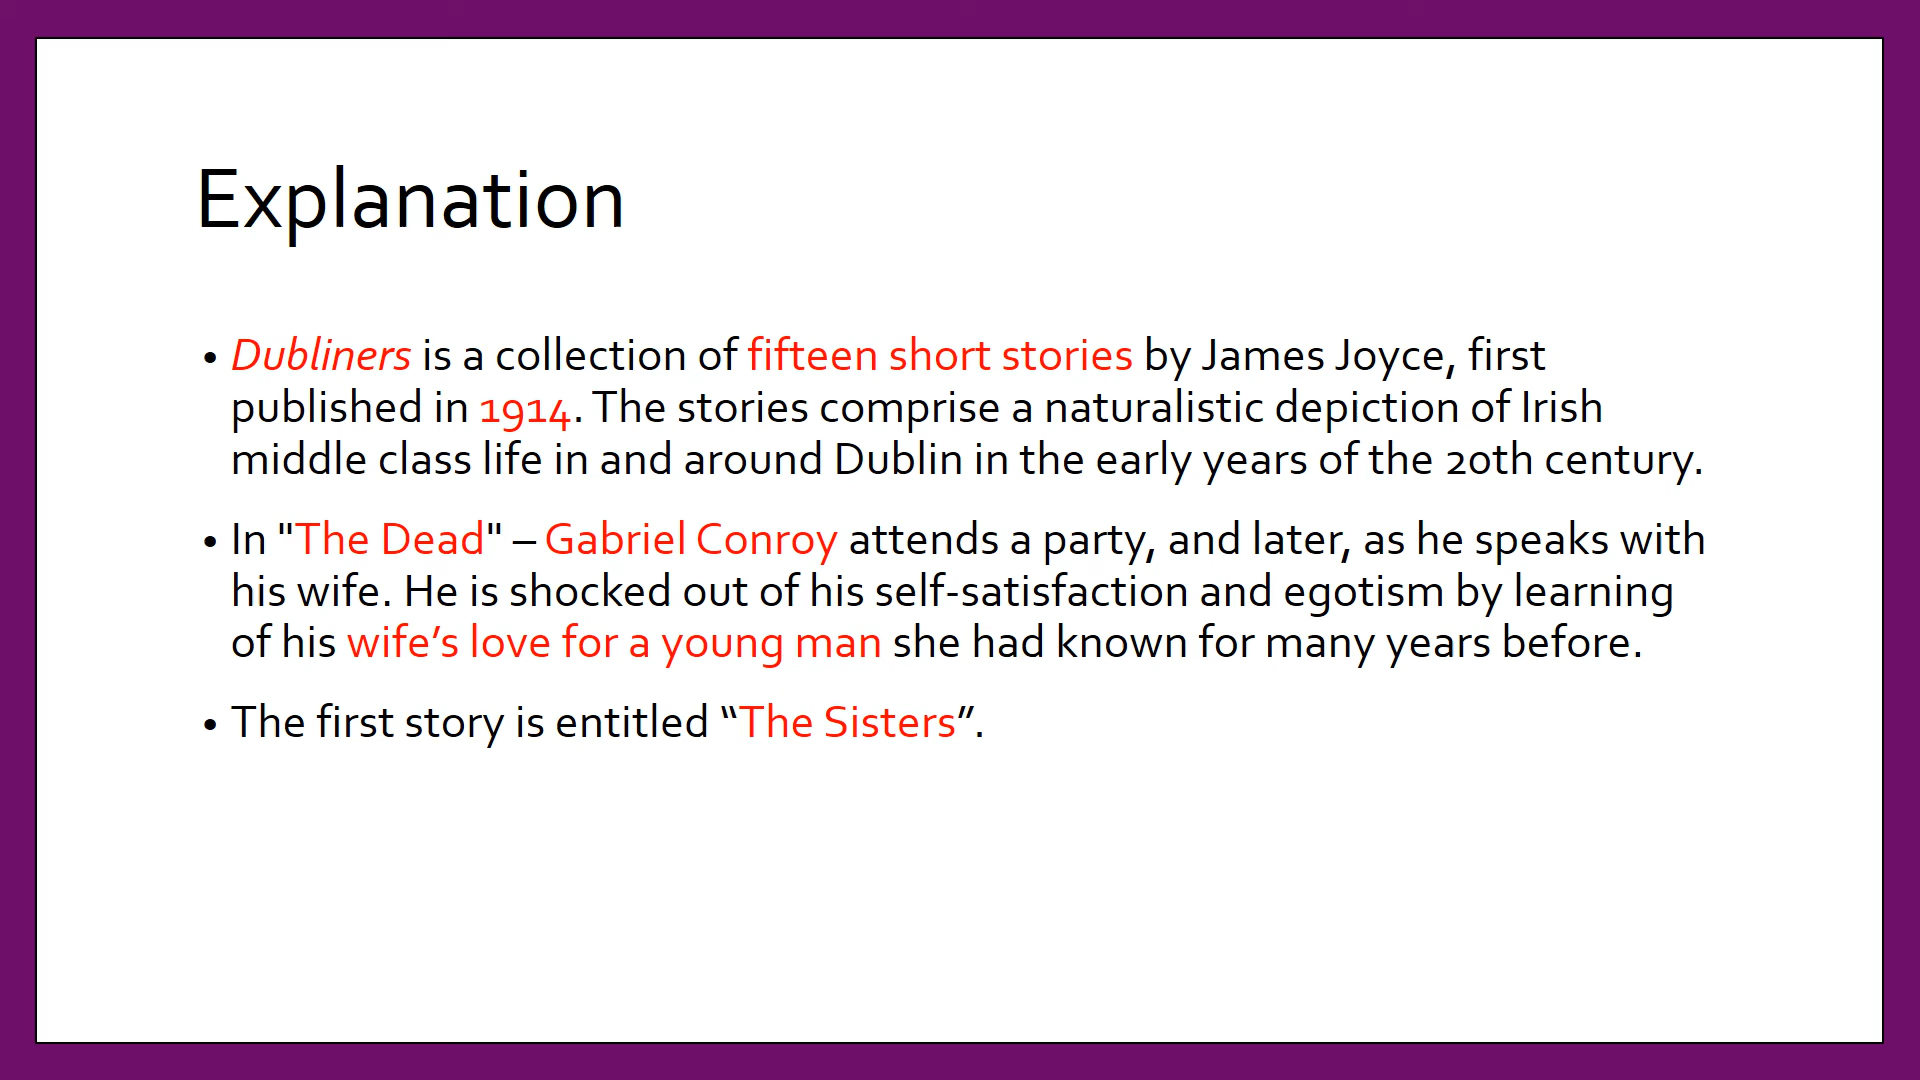 Explanation
• Dubliners is a collection of fifteen short stories by James Joyce, first
published in 1914. The stories comprise a naturalistic depiction of Irish
middle class life in and around Dublin in the early years of the 20th century.
• In "The Dead" – Gabriel Conroy attends a party, and later, as he speaks with
his wife. He is shocked out of his self-satisfaction and egotism by learning
of his wife’s love for a young man she had known for many years before.
• The first story is entitled “The Sisters”.